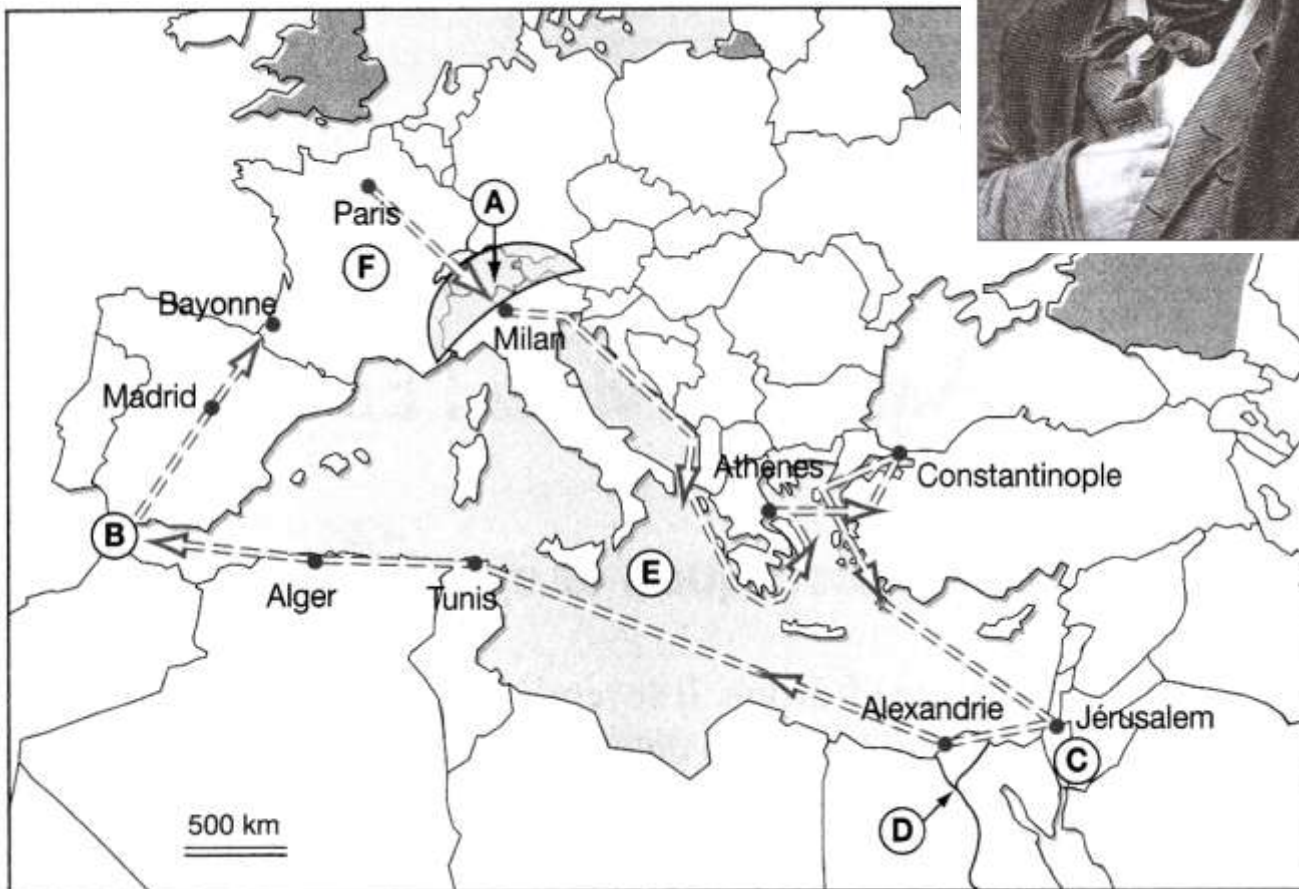 A
Paris
F
Bayonne
Milan
Madrid
Athènes
Constantinople
B
E
Alger
Tunis
Alexandrie
Jérusalem
C
500 km
D